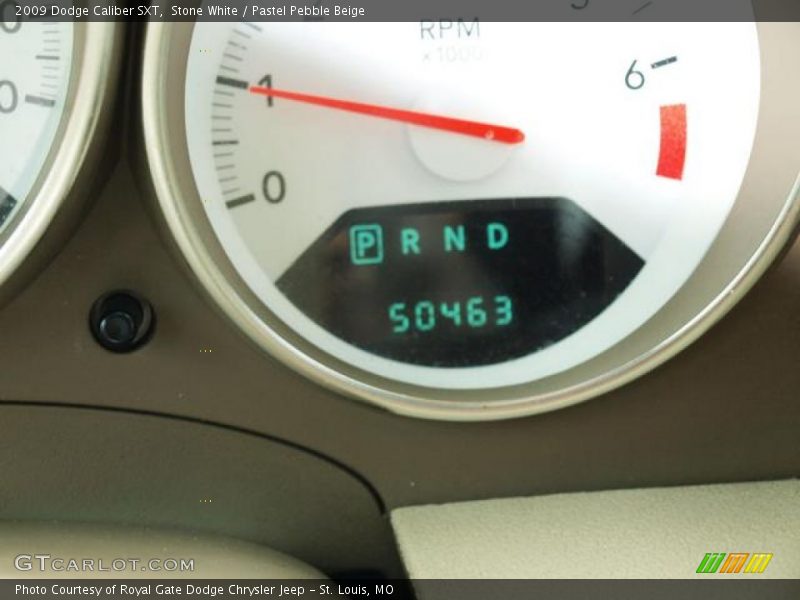 2009 Dodge Caliber SXT,  Stone White / Pastel Pebble Beige
RPM
x1000
6
1
0
0
P R N D
50463
GTCARLOT.COM
Photo Courtesy of Royal Gate Dodge Chrysler Jeep - St. Louis, MO